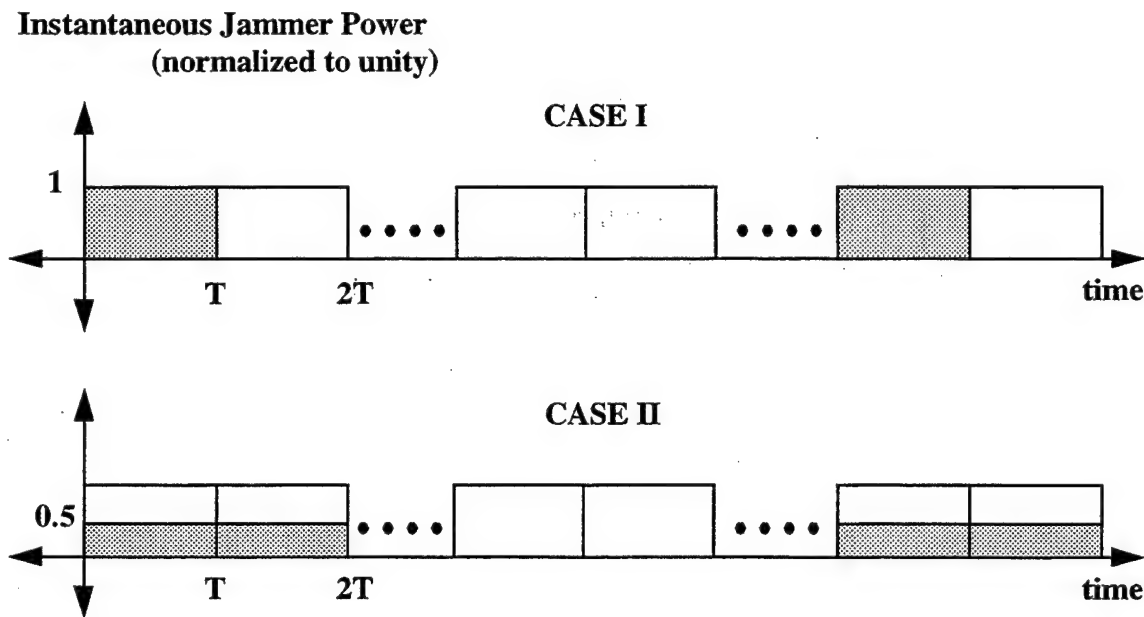 Instantaneous Jammer Power
(normalized to unity)
CASE I
1
T
2T
time
CASE II
0.5
T
2T
time